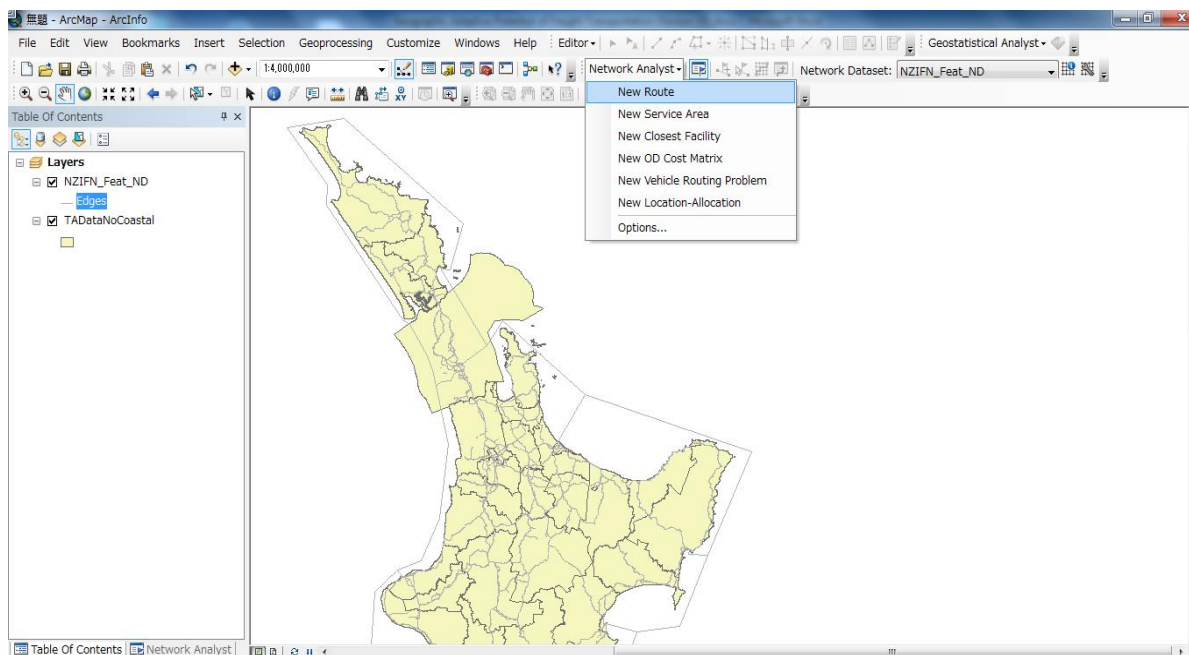 無題 - ArcMap - ArcInfo
File Edit View Bookmarks Insert Selection Geoprocessing Customize Windows Help Editor Geostatistical Analyst
1:4,000,000 Network Analyst Network Dataset: NZIFN_Feat_ND
New Route
New Service Area
New Closest Facility
New OD Cost Matrix
New Vehicle Routing Problem
New Location-Allocation
Options...
Table Of Contents
Layers
NZIFN_Feat_ND
Edges
TADataNoCoastal
Table Of Contents Network Analyst